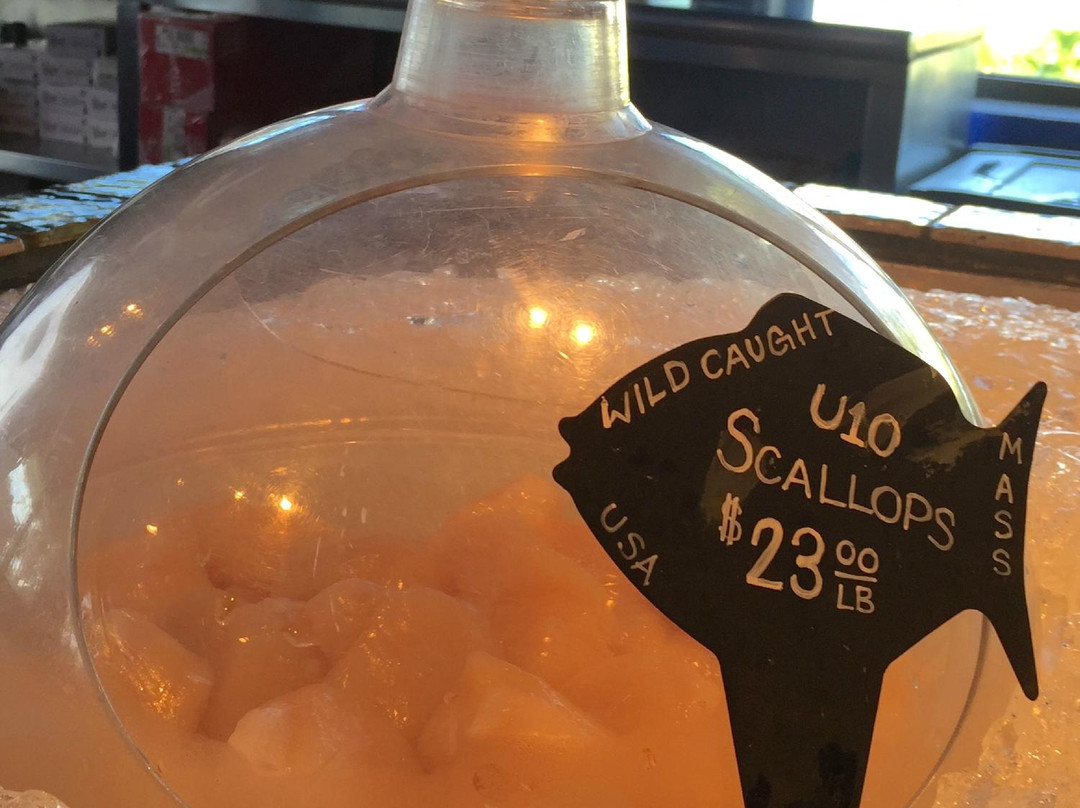 WILD CAUGHT
U10
SCALLOPS
$23 00/LB
USA
MASS